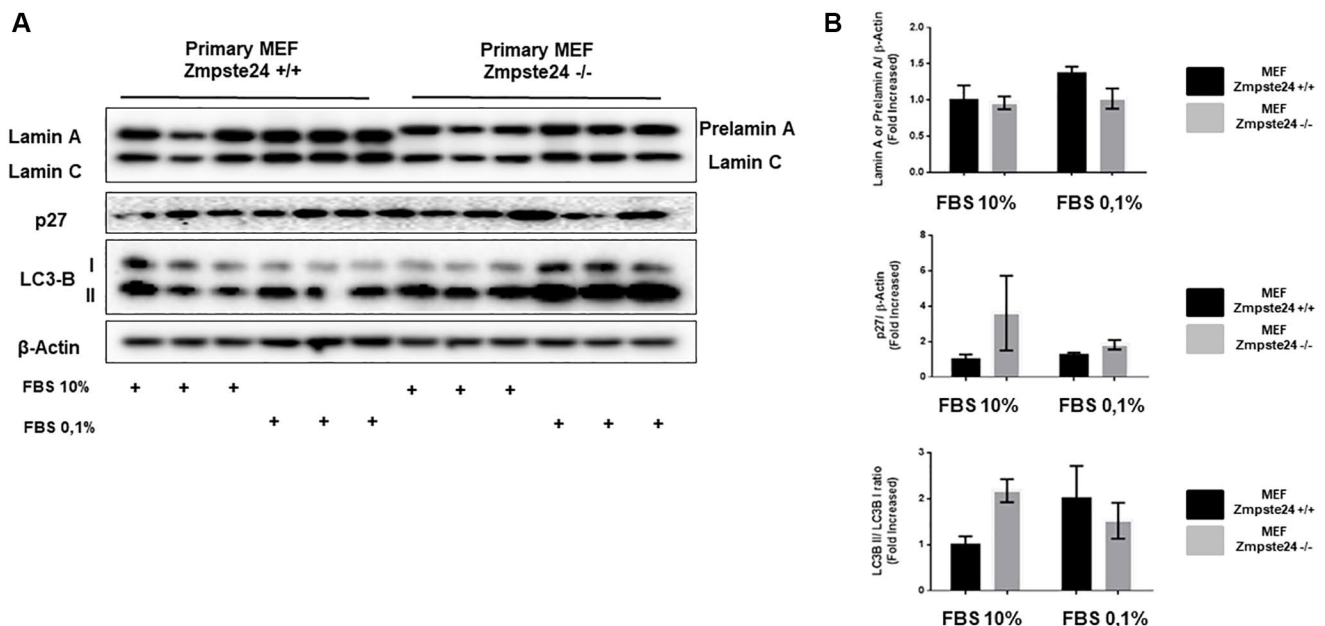 A
Primary MEF
Zmpste24 +/+
Primary MEF
Zmpste24 -/-
Lamin A
Lamin C
Prelamin A
Lamin C
p27
LC3-B
I
II
β-Actin
FBS 10% + + + + + +
FBS 0,1% + + + + + +
B
Lamin A or Prelamin A/ β-Actin
(Fold Increased)
2.0
1.5
1.0
0.5
0.0
FBS 10% FBS 0,1%
MEF
Zmpste24 +/+
MEF
Zmpste24 -/-
p27/ β-Actin
(Fold Increased)
8
6
4
2
0
FBS 10% FBS 0,1%
MEF
Zmpste24 +/+
MEF
Zmpste24 -/-
LC3B II/ LC3B I ratio
(Fold Increased)
3
2
1
0
FBS 10% FBS 0,1%
MEF
Zmpste24 +/+
MEF
Zmpste24 -/-